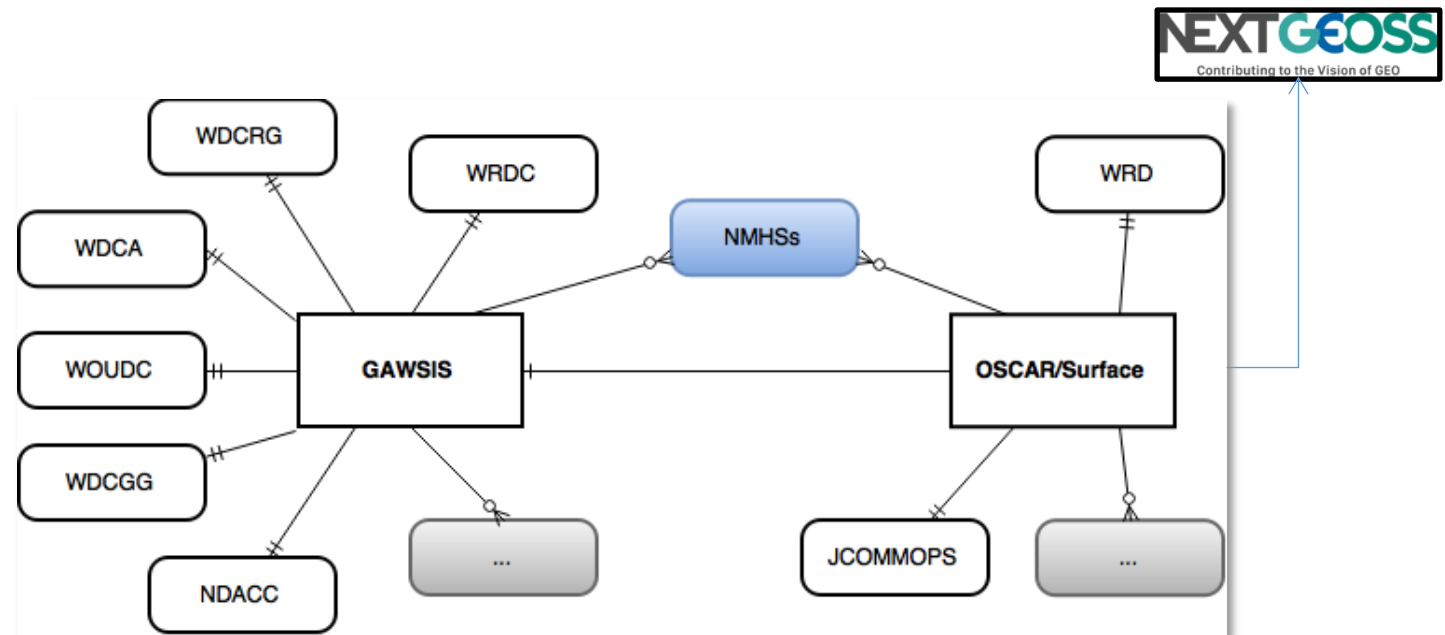 NEXTGEOSS
Contributing to the Vision of GEO
WDCRG
WRDC
WRD
NMHSs
WDCA
WOUDC
GAWSIS
OSCAR/Surface
WDCGG
NDACC
...
JCOMMOPS
...